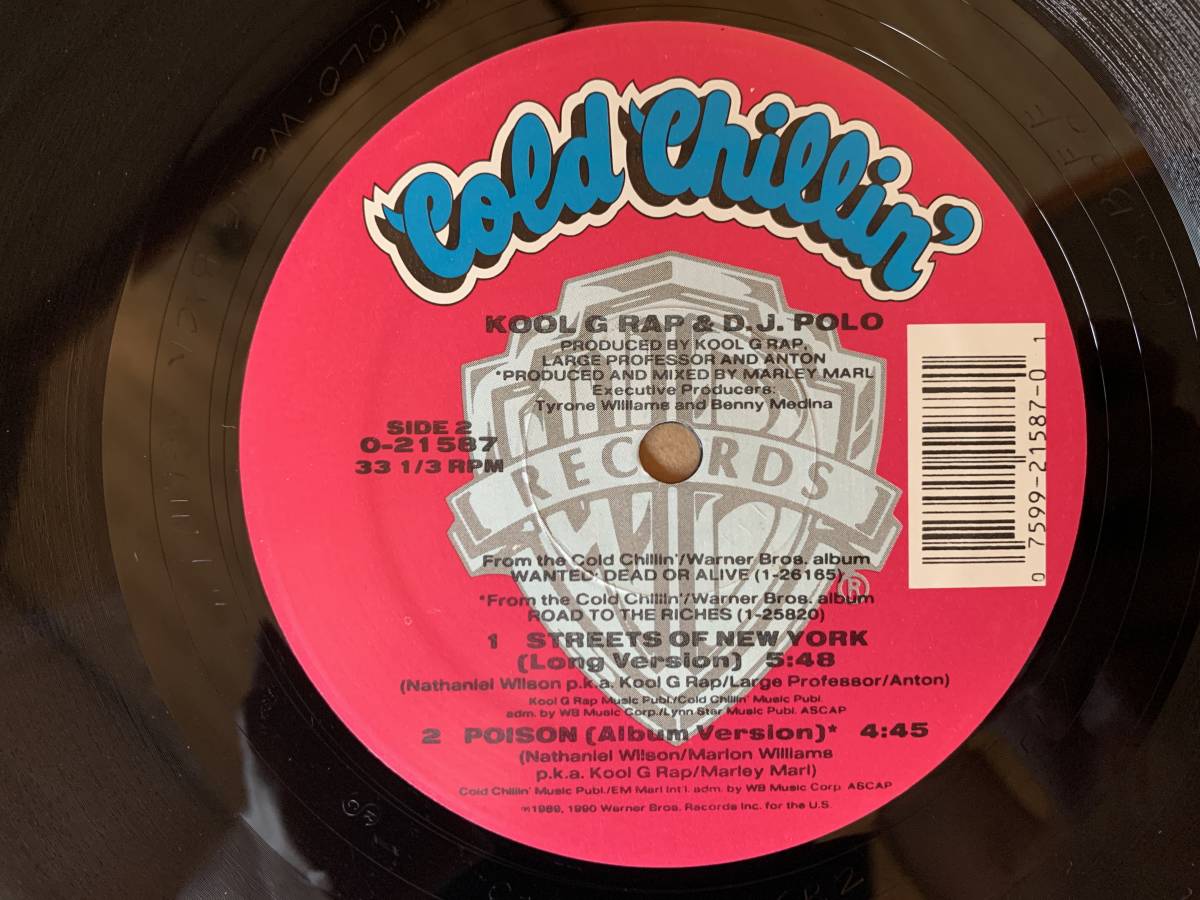 Cold Chillin'
KOOL G RAP & D.J. POLO
PRODUCED BY KOOL G RAP,
LARGE PROFESSOR AND ANTON
*PRODUCED AND MIXED BY MARLEY MARL
Executive Producers:
Tyrone Williams and Benny Medina
SIDE 2
0-21587
33 1/3 RPM
RECORDS
0 7599-21587-0 1
From the Cold Chillin'/Warner Bros. album
WANTED: DEAD OR ALIVE (1-26165)
®
*From the Cold Chillin'/Warner Bros. album
ROAD TO THE RICHES (1-25820)
1 STREETS OF NEW YORK
(Long Version) 5:48
(Nathaniel Wilson p.k.a. Kool G Rap/Large Professor/Anton)
Kool G Rap Music Publ./Cold Chillin' Music Publ.
adm. by WB Music Corp./Lynn Star Music Publ. ASCAP
2 POISON (Album Version)* 4:45
(Nathaniel Wilson/Marlon Williams
p.k.a. Kool G Rap/Marley Marl)
Cold Chillin' Music Publ./EM Marl Int'l. adm. by WB Music Corp. ASCAP
℗1989, 1990 Warner Bros. Records Inc. for the U.S.